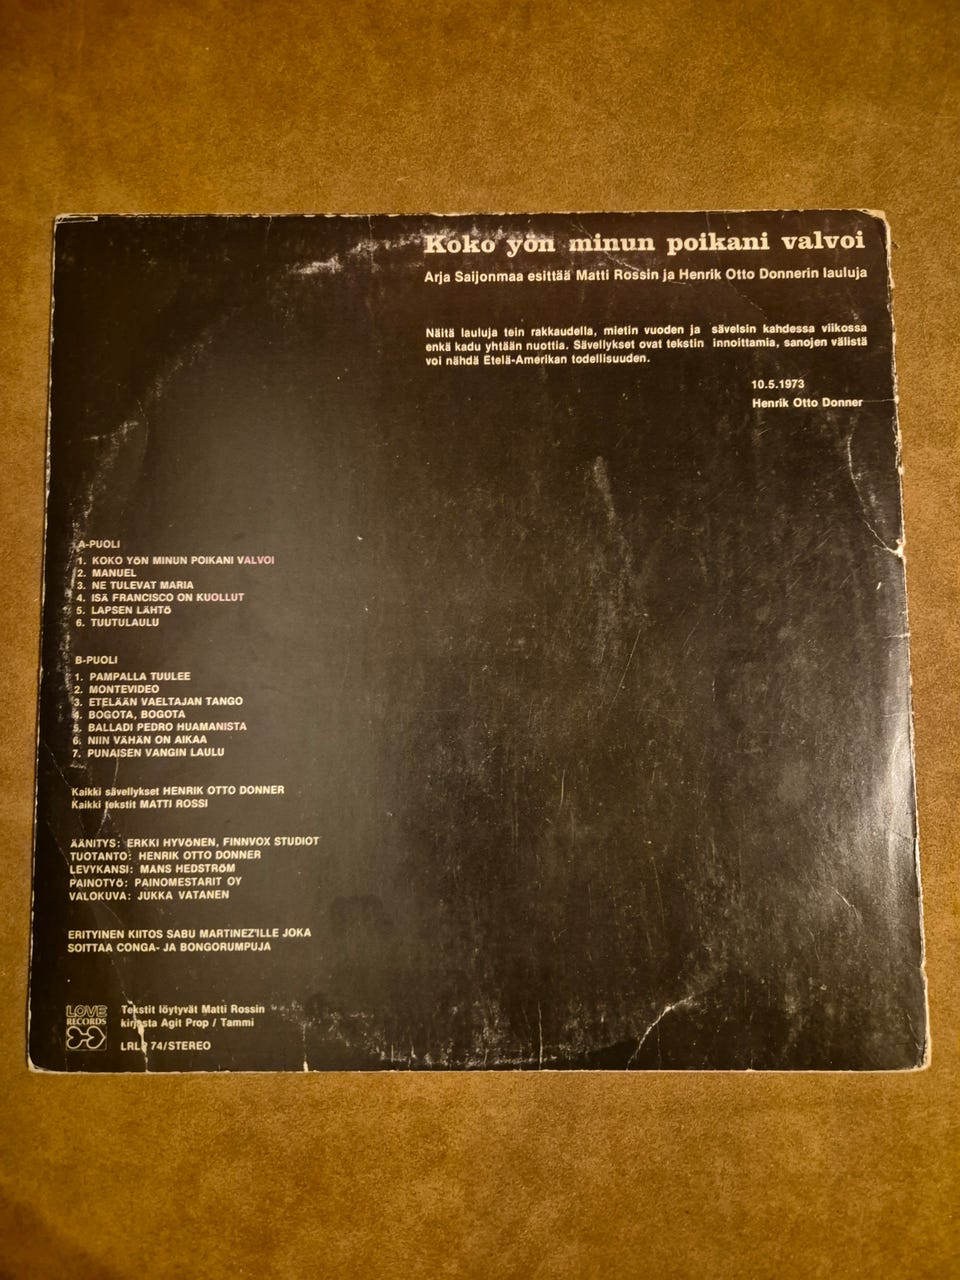 Koko yön minun poikani valvoi
Arja Saijonmaa esittää Matti Rossin ja Henrik Otto Donnerin lauluja
Näitä lauluja tein rakkaudella, mietin vuoden ja sävelsin kahdessa viikossa
enkä kadu yhtään nuottia. Sävellykset ovat tekstin innoittamia, sanojen välistä
voi nähdä Etelä-Amerikan todellisuuden.
10.5.1973
Henrik Otto Donner
A-PUOLI
1. KOKO YÖN MINUN POIKANI VALVOI
2. MANUEL
3. NE TULEVAT MARIA
4. ISÄ FRANCISCO ON KUOLLUT
5. LAPSEN LÄHTÖ
6. TUUTULAULU
B-PUOLI
1. PAMPALLA TUULEE
2. MONTEVIDEO
3. ETELÄÄN VAELTAJAN TANGO
4. BOGOTA, BOGOTA
5. BALLADI PEDRO HUAMANISTA
6. NIIN VÄHÄN ON AIKAA
7. PUNAISEN VANGIN LAULU
Kaikki sävellykset HENRIK OTTO DONNER
Kaikki tekstit MATTI ROSSI
ÄÄNITYS: ERKKI HYVÖNEN, FINNVOX STUDIOT
TUOTANTO: HENRIK OTTO DONNER
LEVYKANSI: MANS HEDSTRÖM
PAINOTYÖ: PAINOMESTARIT OY
VALOKUVA: JUKKA VATANEN
ERITYINEN KIITOS SABU MARTINEZ'ILLE JOKA
SOITTAA CONGA- JA BONGORUMPUJA
LOVE
RECORDS
Tekstit löytyvät Matti Rossin
kirjasta Agit Prop / Tammi
LRLP 74/STEREO